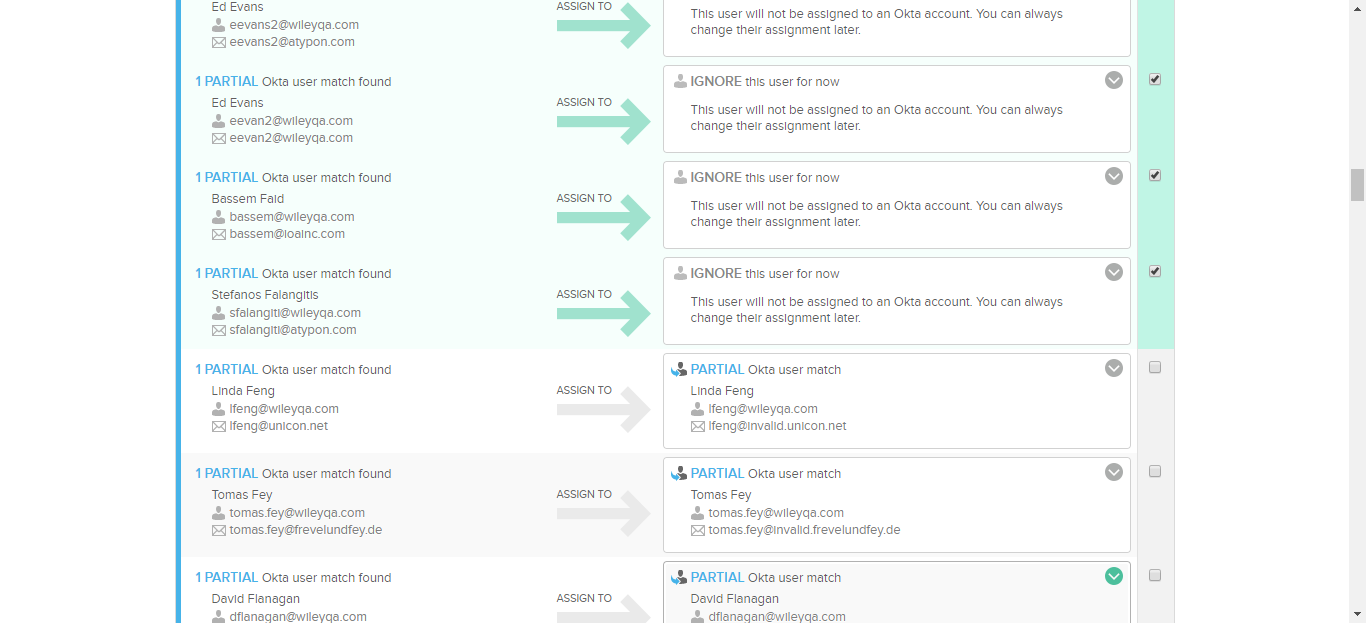 Ed Evans
eevans2@wileyqa.com
eevans2@atypon.com
ASSIGN TO
This user will not be assigned to an Okta account. You can always
change their assignment later.
1 PARTIAL Okta user match found
Ed Evans
eevan2@wileyqa.com
eevan2@wileyqa.com
ASSIGN TO
IGNORE this user for now
This user will not be assigned to an Okta account. You can always
change their assignment later.
1 PARTIAL Okta user match found
Bassem Faid
bassem@wileyqa.com
bassem@ioainc.com
ASSIGN TO
IGNORE this user for now
This user will not be assigned to an Okta account. You can always
change their assignment later.
1 PARTIAL Okta user match found
Stefanos Falangitis
sfalangiti@wileyqa.com
sfalangiti@atypon.com
ASSIGN TO
IGNORE this user for now
This user will not be assigned to an Okta account. You can always
change their assignment later.
1 PARTIAL Okta user match found
Linda Feng
lfeng@wileyqa.com
lfeng@unicon.net
ASSIGN TO
PARTIAL Okta user match
Linda Feng
lfeng@wileyqa.com
lfeng@invalid.unicon.net
1 PARTIAL Okta user match found
Tomas Fey
tomas.fey@wileyqa.com
tomas.fey@frevelundfey.de
ASSIGN TO
PARTIAL Okta user match
Tomas Fey
tomas.fey@wileyqa.com
tomas.fey@invalid.frevelundfey.de
1 PARTIAL Okta user match found
David Flanagan
dflanagan@wileyqa.com
ASSIGN TO
PARTIAL Okta user match
David Flanagan
dflanagan@wileyqa.com